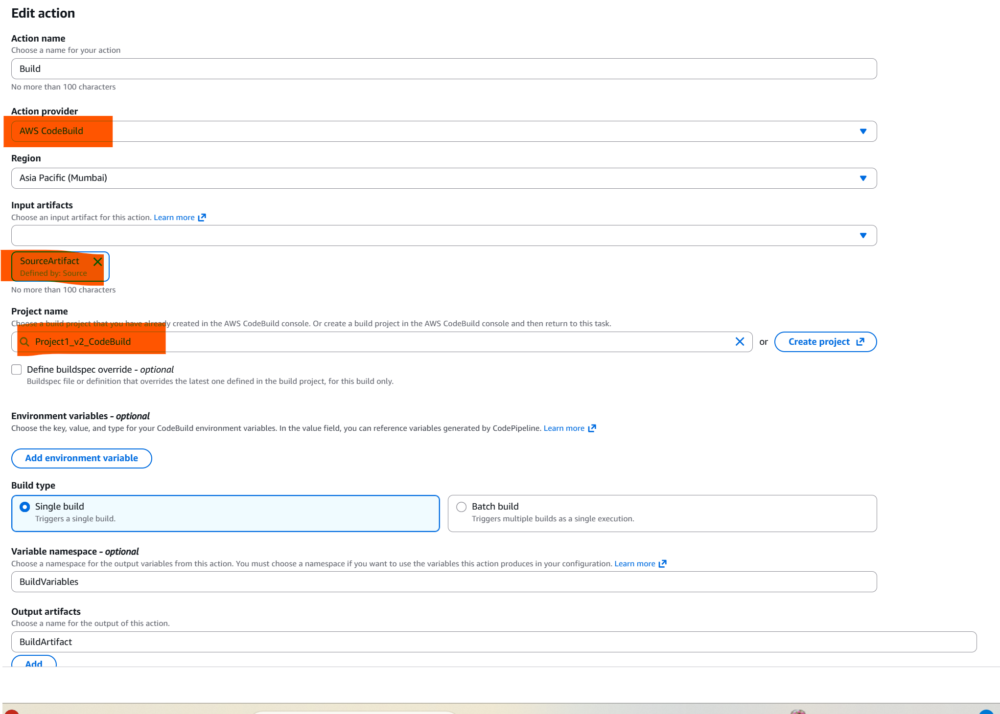 Edit action
Action name
Choose a name for your action
Build
No more than 100 characters
Action provider
AWS CodeBuild
Region
Asia Pacific (Mumbai)
Input artifacts
Choose an input artifact for this action. Learn more
SourceArtifact
Defined by: Source
No more than 100 characters
Project name
Choose a build project that you have already created in the AWS CodeBuild console. Or create a build project in the AWS CodeBuild console and then return to this task.
Project1_v2_CodeBuild or Create project
Define buildspec override - optional
Buildspec file or definition that overrides the latest one defined in the build project, for this build only.
Environment variables - optional
Choose the key, value, and type for your CodeBuild environment variables. In the value field, you can reference variables generated by CodePipeline. Learn more
Add environment variable
Build type
Single build
Triggers a single build.
Batch build
Triggers multiple builds as a single execution.
Variable namespace - optional
Choose a namespace for the output variables from this action. You must choose a namespace if you want to use the variables this action produces in your configuration. Learn more
BuildVariables
Output artifacts
Choose a name for the output of this action.
BuildArtifact
Add